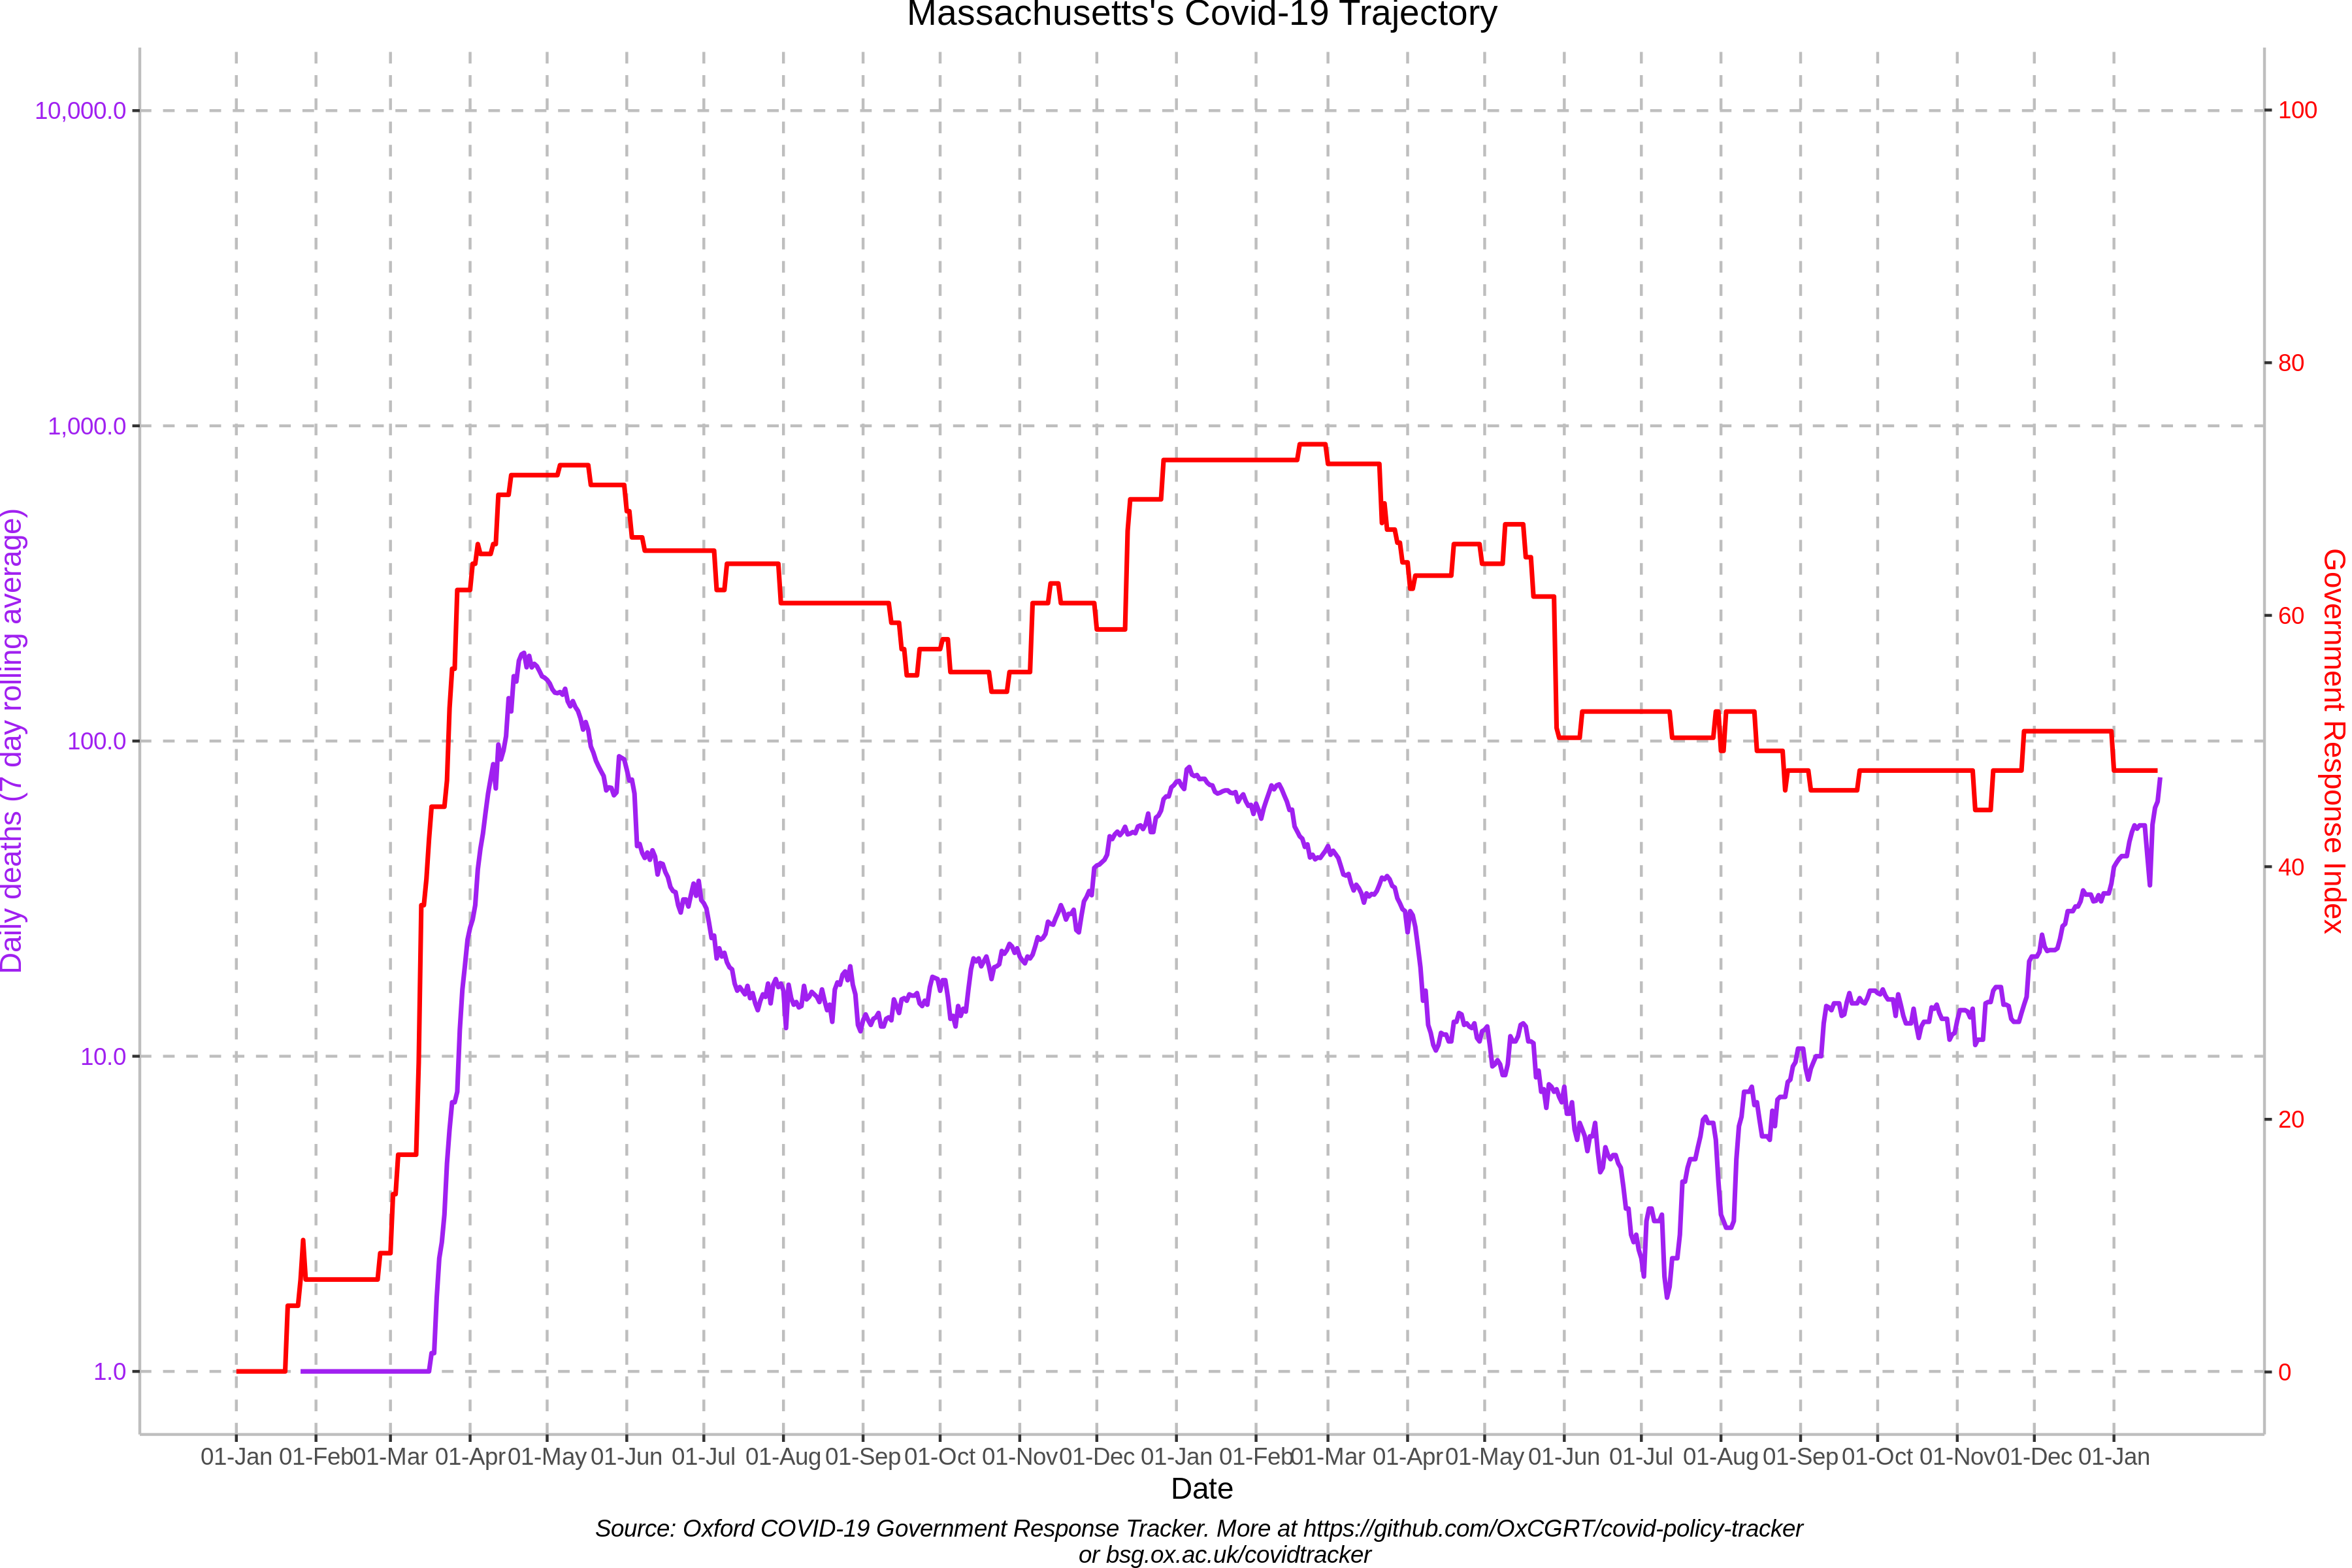 Massachusetts's Covid-19 Trajectory
10,000.0
1,000.0
100.0
10.0
1.0
Daily deaths (7 day rolling average)
100
80
60
40
20
0
Government Response Index
01-Jan 01-Feb 01-Mar 01-Apr 01-May 01-Jun 01-Jul 01-Aug 01-Sep 01-Oct 01-Nov 01-Dec 01-Jan 01-Feb 01-Mar 01-Apr 01-May 01-Jun 01-Jul 01-Aug 01-Sep 01-Oct 01-Nov 01-Dec 01-Jan
Date
Source: Oxford COVID-19 Government Response Tracker. More at https://github.com/OxCGRT/covid-policy-tracker
or bsg.ox.ac.uk/covidtracker